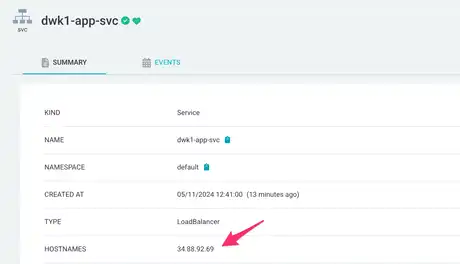 dwk1-app-svc
svc
SUMMARY EVENTS
KIND Service
NAME dwk1-app-svc
NAMESPACE default
CREATED AT 05/11/2024 12:41:00 (13 minutes ago)
TYPE LoadBalancer
HOSTNAMES 34.88.92.69